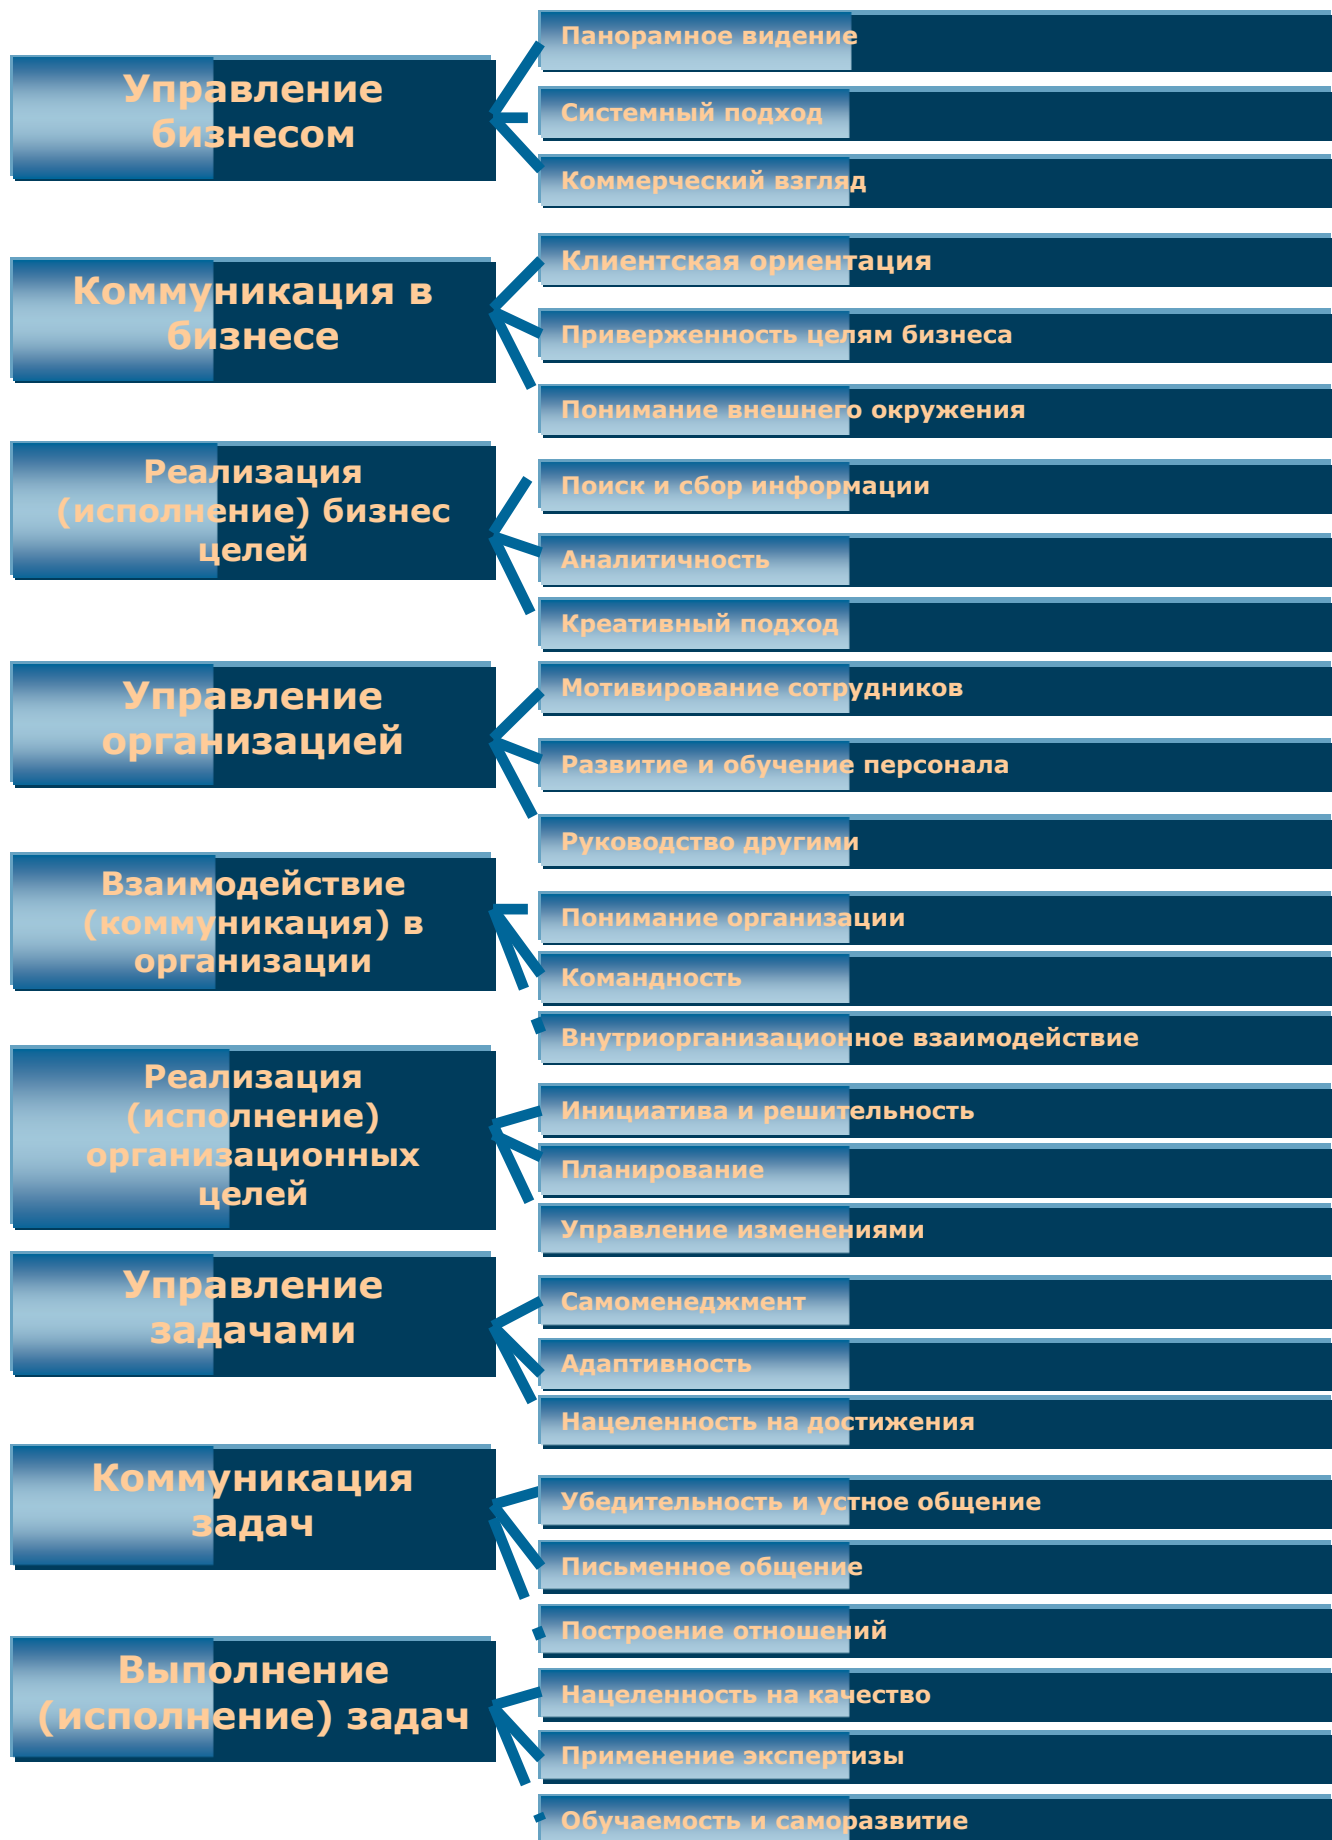 Управление
бизнесом
Панорамное видение
Системный подход
Коммерческий взгляд
Коммуникация в
бизнесе
Клиентская ориентация
Приверженность целям бизнеса
Понимание внешнего окружения
Реализация
(исполнение) бизнес
целей
Поиск и сбор информации
Аналитичность
Креативный подход
Управление
организацией
Мотивирование сотрудников
Развитие и обучение персонала
Руководство другими
Взаимодействие
(коммуникация) в
организации
Понимание организации
Командность
Внутриорганизационное взаимодействие
Реализация
(исполнение)
организационных
целей
Инициатива и решительность
Планирование
Управление изменениями
Управление
задачами
Самоменеджмент
Адаптивность
Нацеленность на достижения
Коммуникация
задач
Убедительность и устное общение
Письменное общение
Построение отношений
Выполнение
(исполнение) задач
Нацеленность на качество
Применение экспертизы
Обучаемость и саморазвитие